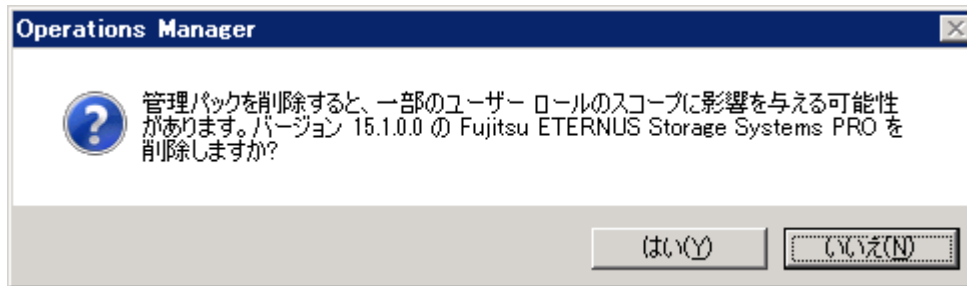 Operations Manager
管理パックを削除すると、一部のユーザー ロールのスコープに影響を与える可能性
があります。バージョン 15.1.0.0 の Fujitsu ETERNUS Storage Systems PRO を
削除しますか?
はい(Y)
いいえ(N)